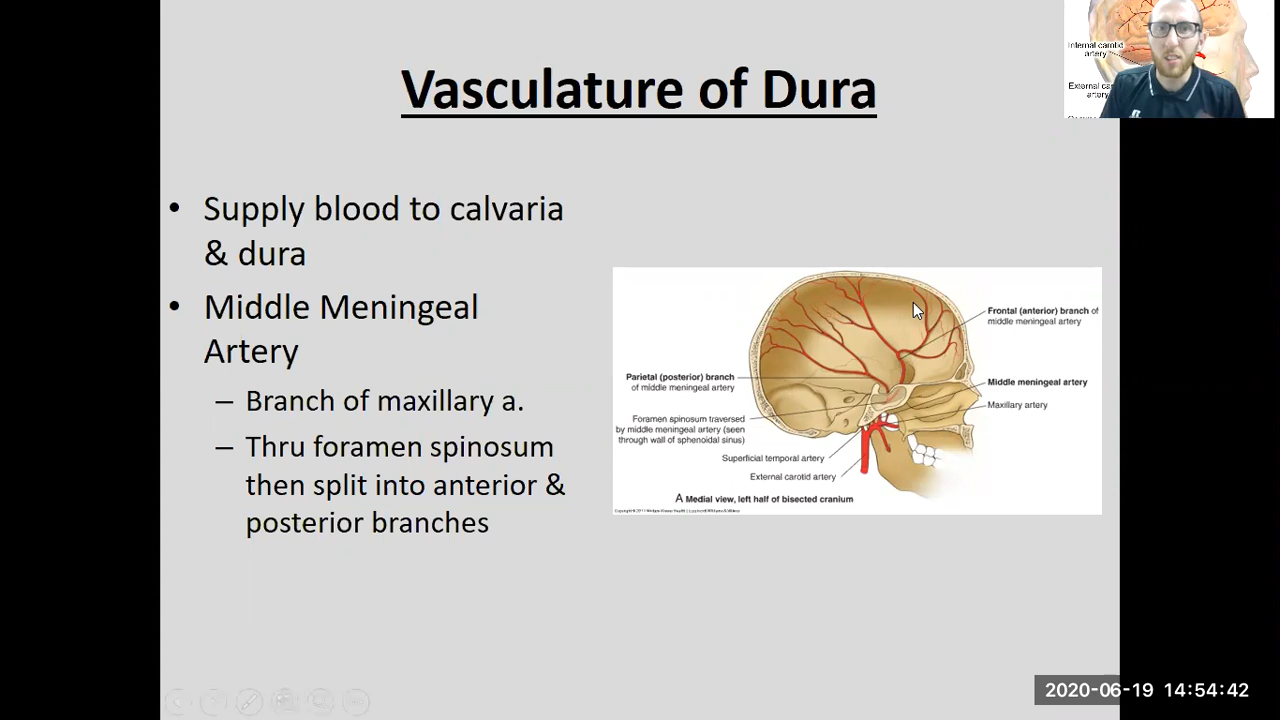 Vasculature of Dura
• Supply blood to calvaria
& dura
• Middle Meningeal
Artery
– Branch of maxillary a.
– Thru foramen spinosum
then split into anterior &
posterior branches
Frontal (anterior) branch of
middle meningeal artery
Parietal (posterior) branch
of middle meningeal artery
Middle meningeal artery
Maxillary artery
Foramen spinosum traversed
by middle meningeal artery (seen
through wall of sphenoidal sinus)
Superficial temporal artery
External carotid artery
A Medial view, left half of bisected cranium
Internal carotid
artery
External
artery
2020-06-19 14:54:42